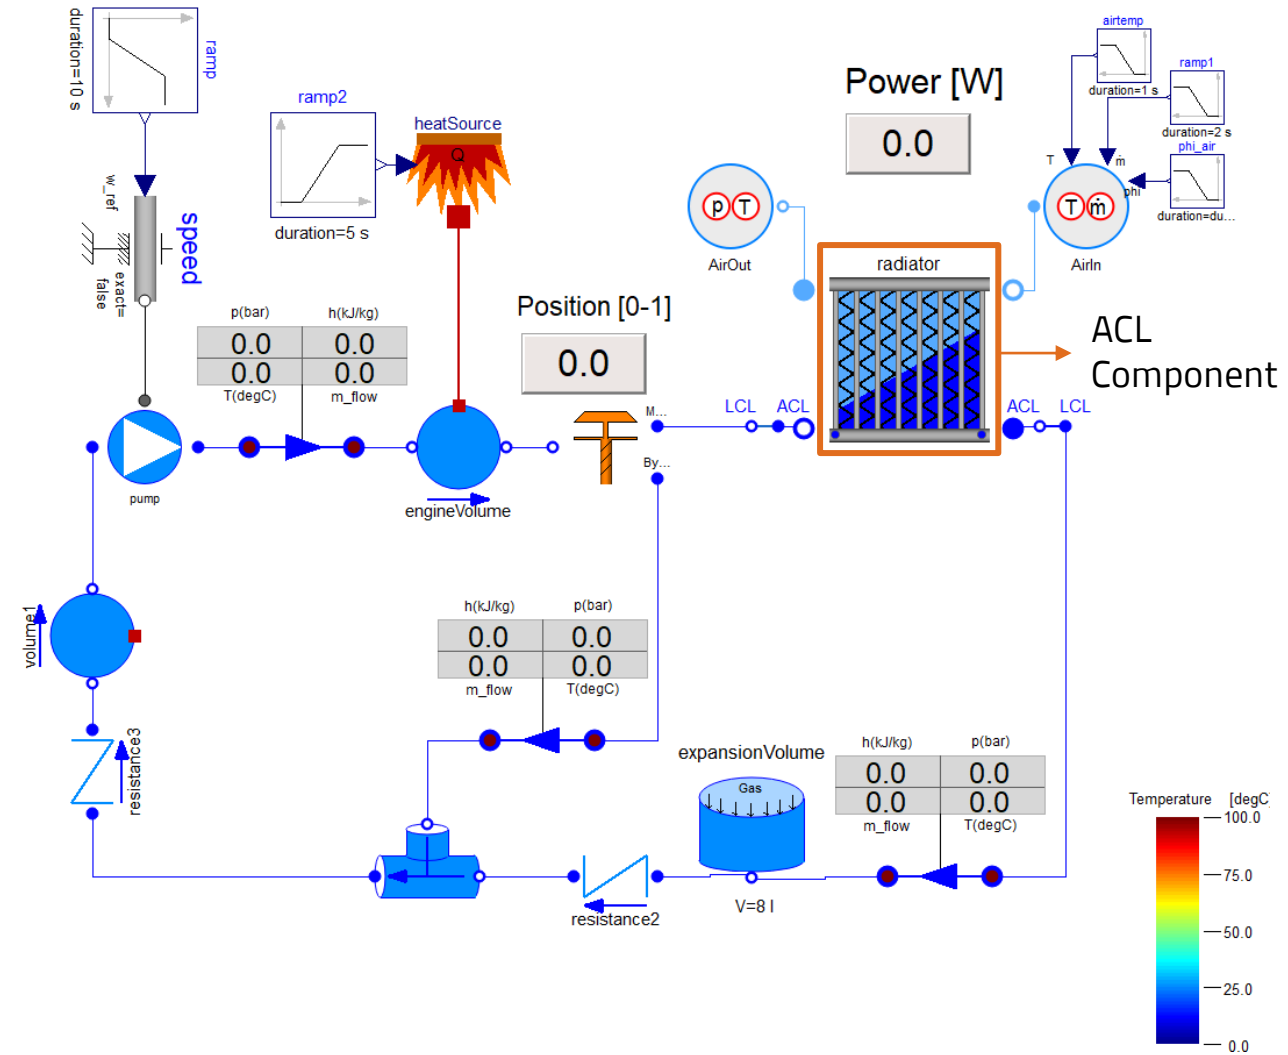 duration=10 s
ramp
ramp2
duration=5 s
heatSource
Q
Power [W]
0.0
airtemp
duration=1 s
ramp1
duration=2 s
phi_air
duration=du...
T
ṁ
phi
p T
AirOut
T ṁ
AirIn
w_ref
speed
exact=
false
p(bar) h(kJ/kg)
0.0 0.0
0.0 0.0
T(degC) m_flow
Position [0-1]
0.0
radiator
ACL
Component
pump
engineVolume
M...
By...
LCL ACL
ACL LCL
volume1
h(kJ/kg) p(bar)
0.0 0.0
0.0 0.0
m_flow T(degC)
resistance3
expansionVolume
Gas
V=8 l
h(kJ/kg) p(bar)
0.0 0.0
0.0 0.0
m_flow T(degC)
resistance2
Temperature [degC]
100.0
75.0
50.0
25.0
0.0